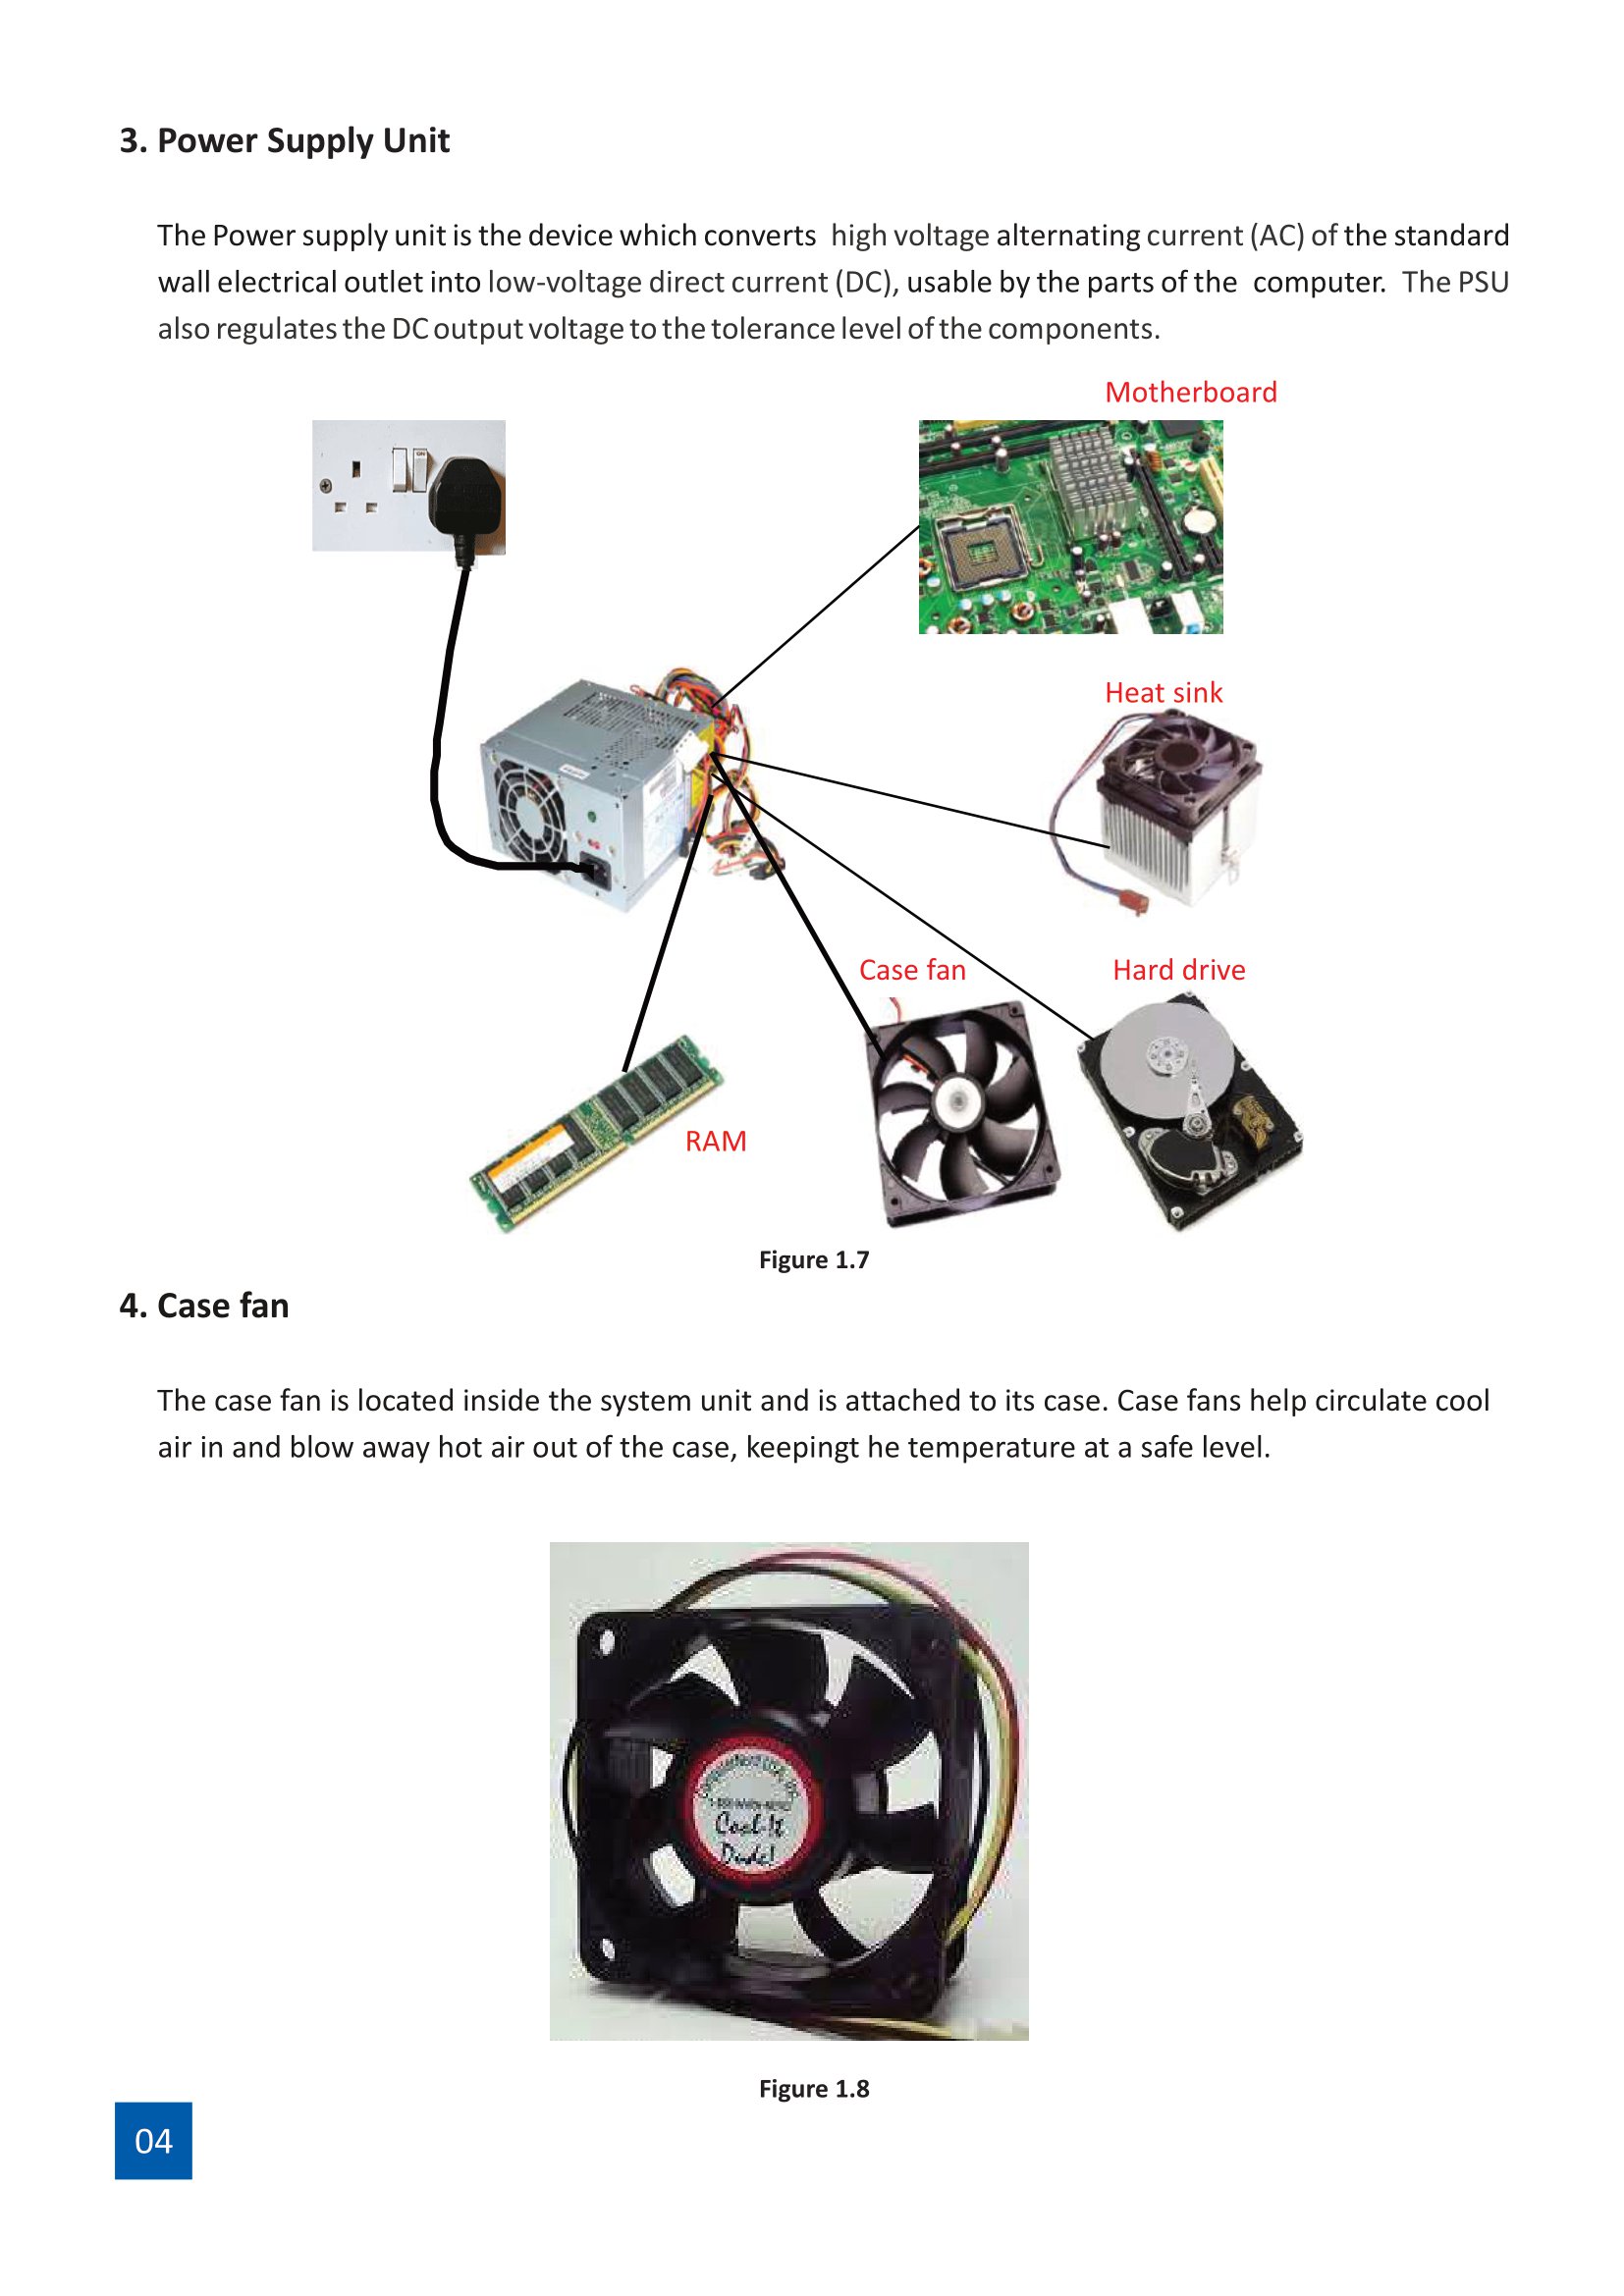 3. Power Supply Unit
The Power supply unit is the device which converts high voltage alternating current (AC) of the standard
wall electrical outlet into low-voltage direct current (DC), usable by the parts of the computer. The PSU
also regulates the DC output voltage to the tolerance level of the components.
Motherboard
Heat sink
Case fan
Hard drive
RAM
Figure 1.7
4. Case fan
The case fan is located inside the system unit and is attached to its case. Case fans help circulate cool
air in and blow away hot air out of the case, keepingt he temperature at a safe level.
Cool-It
Dude!
Figure 1.8
04